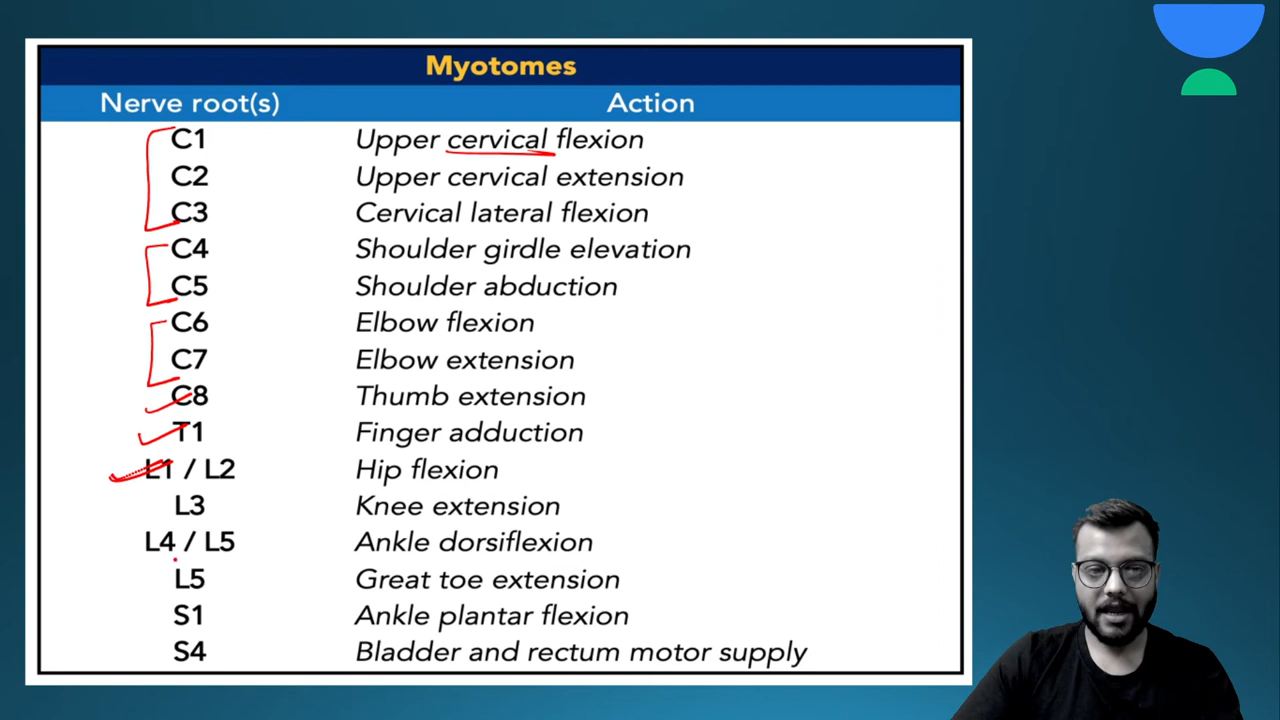 Myotomes
Nerve root(s) Action
C1 Upper cervical flexion
C2 Upper cervical extension
C3 Cervical lateral flexion
C4 Shoulder girdle elevation
C5 Shoulder abduction
C6 Elbow flexion
C7 Elbow extension
C8 Thumb extension
T1 Finger adduction
L1 / L2 Hip flexion
L3 Knee extension
L4 / L5 Ankle dorsiflexion
L5 Great toe extension
S1 Ankle plantar flexion
S4 Bladder and rectum motor supply